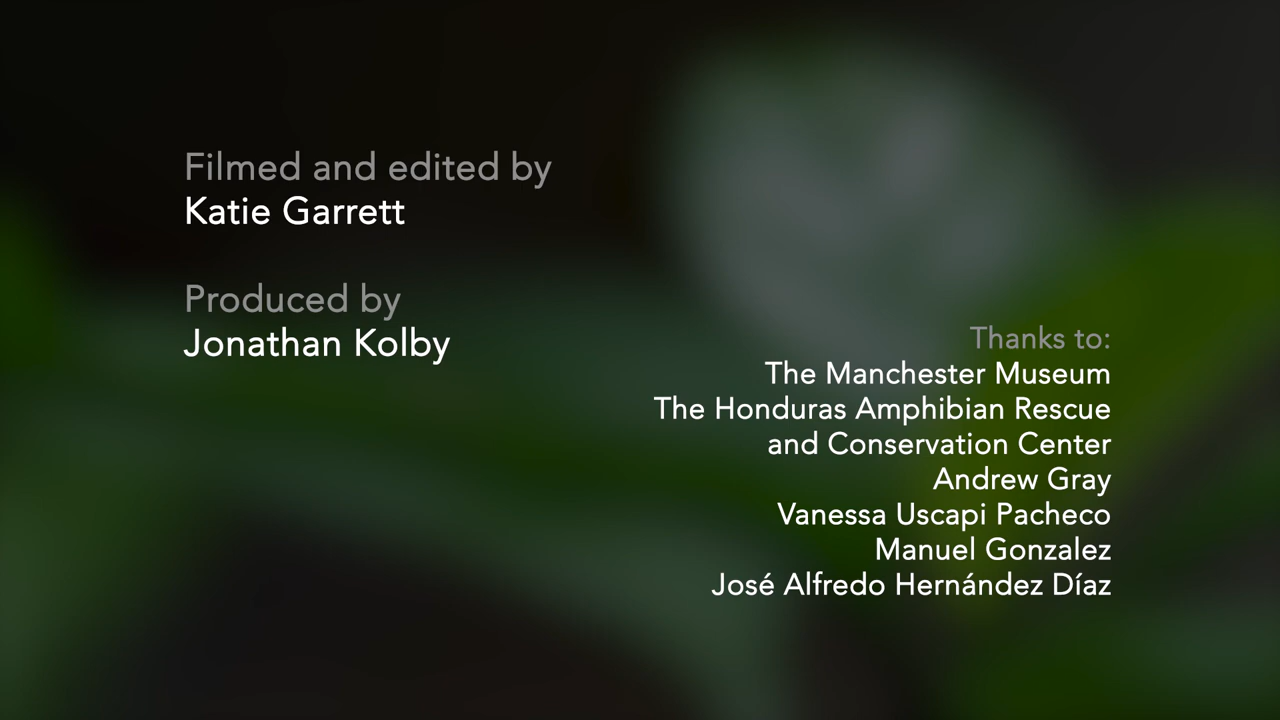 Filmed and edited by
Katie Garrett
Produced by
Jonathan Kolby
Thanks to:
The Manchester Museum
The Honduras Amphibian Rescue
and Conservation Center
Andrew Gray
Vanessa Uscapi Pacheco
Manuel Gonzalez
José Alfredo Hernández Díaz